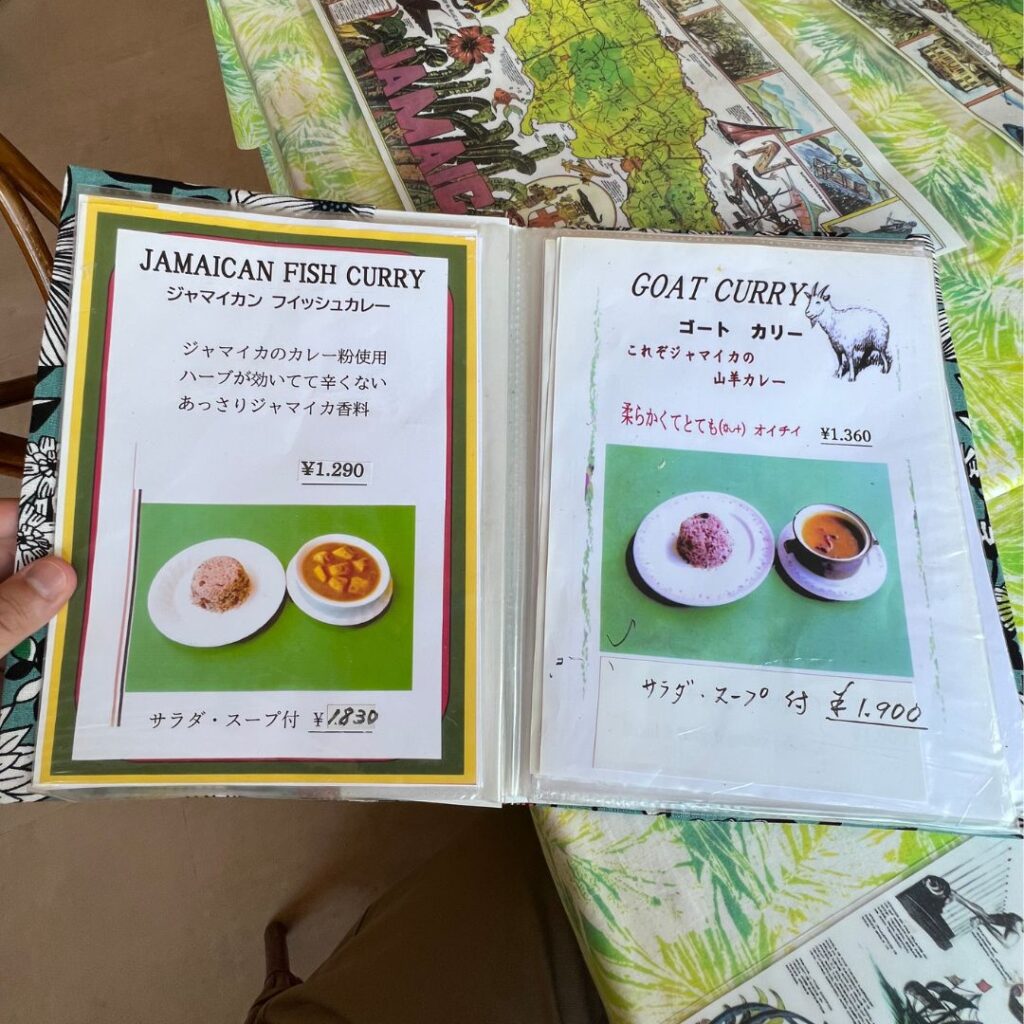 JAMAICA
JAMAICAN FISH CURRY
ジャマイカン フイッシュカレー
ジャマイカのカレー粉使用
ハーブが効いてて辛くない
あっさりジャマイカ香料
¥1.290
サラダ・スープ付 ¥1830
GOAT CURRY
ゴート カリー
これぞジャマイカの
山羊カレー
柔らかくてとても オイチイ ¥1.360
サラダ・スープ 付 ¥1.900